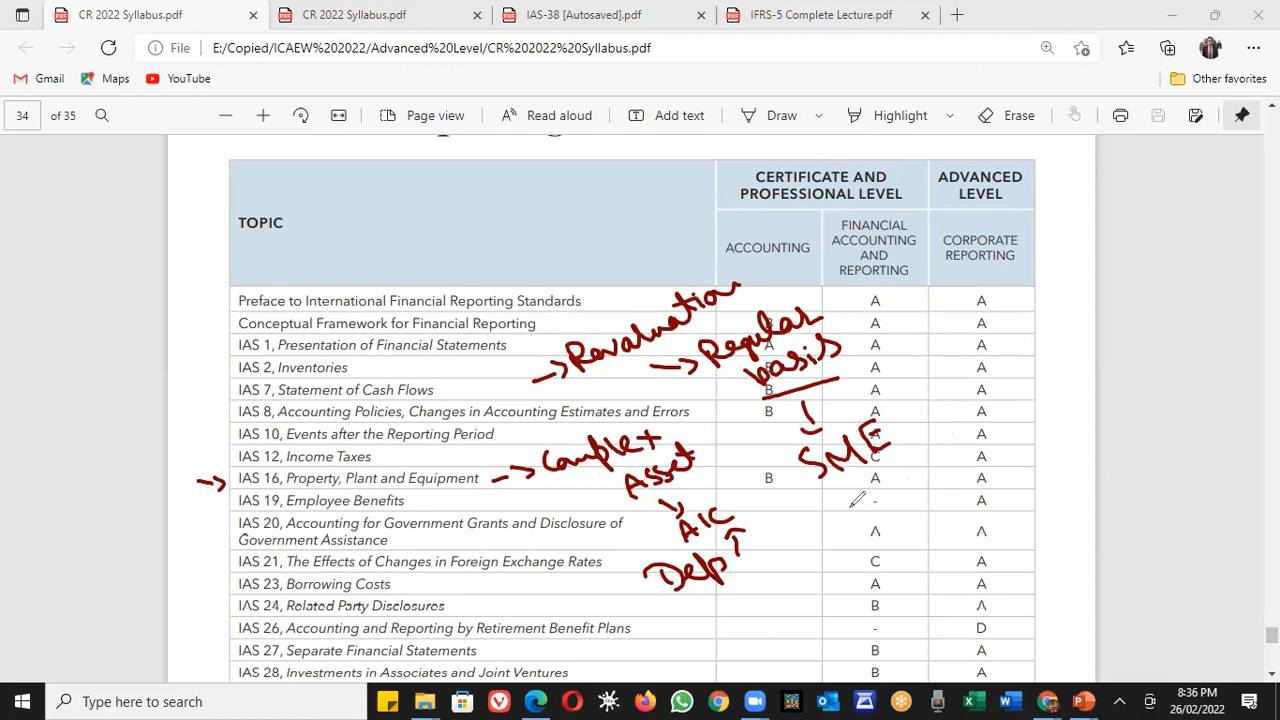 CR 2022 Syllabus.pdf
CR 2022 Syllabus.pdf
IAS-38 [Autosaved].pdf
IFRS-5 Complete Lecture.pdf
File
E:/Copied/ICAEW%202022/Advanced%20Level/CR%202022%20Syllabus.pdf
Gmail
Maps
YouTube
Other favorites
34
of 35
Page view
Read aloud
Add text
Draw
Highlight
Erase
TOPIC
CERTIFICATE AND
PROFESSIONAL LEVEL
ADVANCED
LEVEL
ACCOUNTING
FINANCIAL
ACCOUNTING
AND
REPORTING
CORPORATE
REPORTING
Preface to International Financial Reporting Standards A A
Conceptual Framework for Financial Reporting B A A
IAS 1, Presentation of Financial Statements A A A
IAS 2, Inventories A A
IAS 7, Statement of Cash Flows B A A
IAS 8, Accounting Policies, Changes in Accounting Estimates and Errors B A A
IAS 10, Events after the Reporting Period A A
IAS 12, Income Taxes C A
IAS 16, Property, Plant and Equipment B A A
IAS 19, Employee Benefits - A
IAS 20, Accounting for Government Grants and Disclosure of
Government Assistance A A
IAS 21, The Effects of Changes in Foreign Exchange Rates C A
IAS 23, Borrowing Costs A A
IAS 24, Related Party Disclosures B A
IAS 26, Accounting and Reporting by Retirement Benefit Plans - D
IAS 27, Separate Financial Statements B A
IAS 28, Investments in Associates and Joint Ventures B A
Revaluation
Regular
basis
SME
Complex
Asset
Dep
Type here to search
8:36 PM
26/02/2022